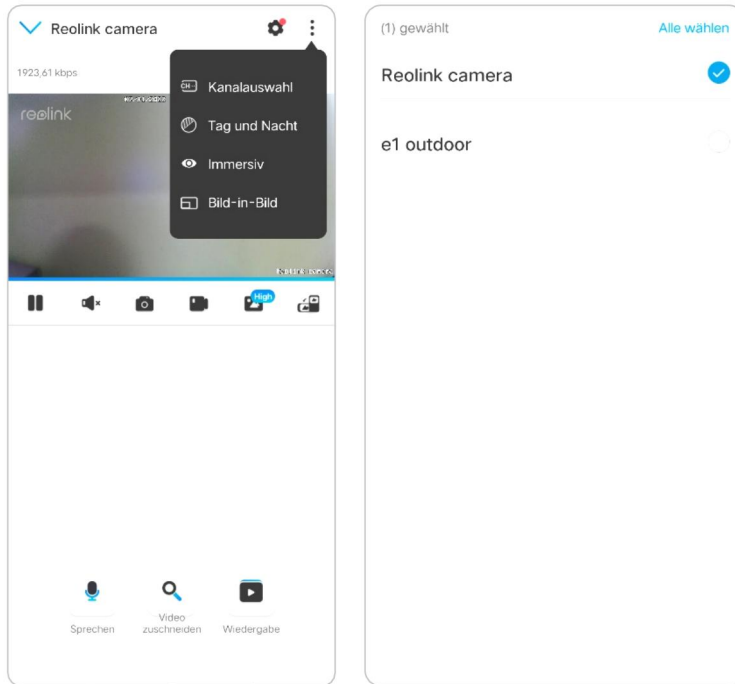 Reolink camera
1923,61 kbps
Kanalauswahl
Tag und Nacht
Immersiv
Bild-in-Bild
reolink
High
Sprechen
Video
zuschneiden
Wiedergabe
(1) gewählt
Alle wählen
Reolink camera
e1 outdoor